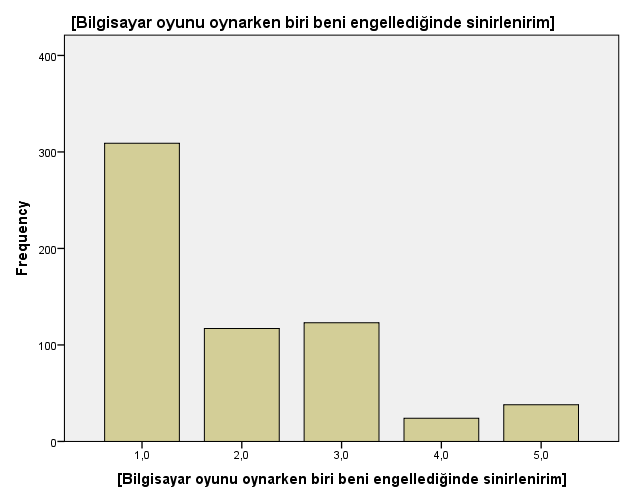 [Bilgisayar oyunu oynarken biri beni engellediğinde sinirlenirim]
400
300
200
100
0
Frequency
1,0 2,0 3,0 4,0 5,0
[Bilgisayar oyunu oynarken biri beni engellediğinde sinirlenirim]